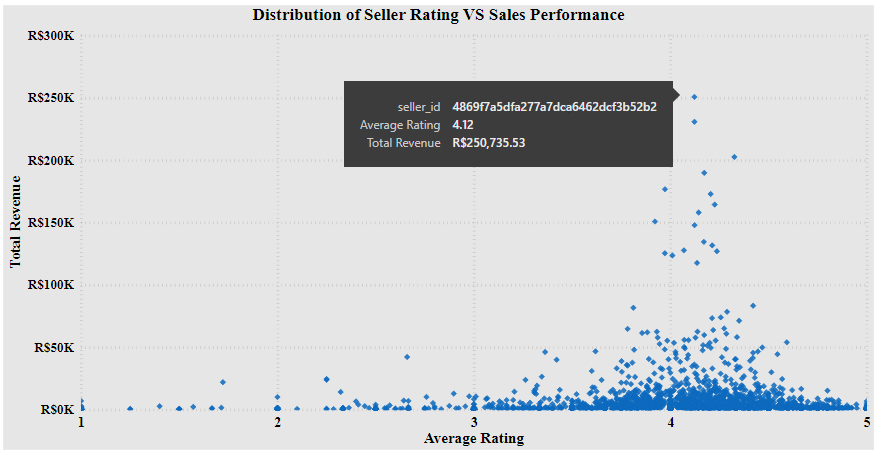 Distribution of Seller Rating VS Sales Performance
R$300K
R$250K
R$200K
R$150K
R$100K
R$50K
R$0K
Total Revenue
seller_id 4869f7a5dfa277a7dca6462dcf3b52b2
Average Rating 4.12
Total Revenue R$250,735.53
1 2 3 4 5
Average Rating